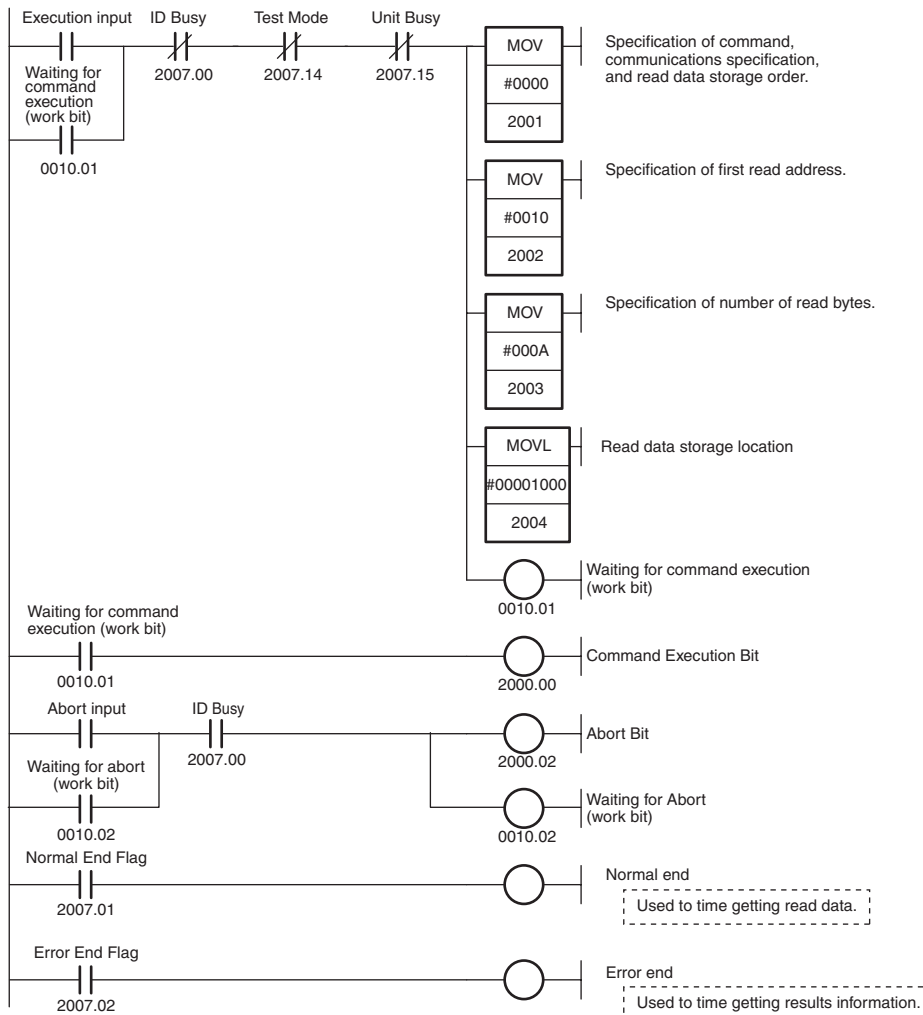 Execution input
ID Busy
Test Mode
Unit Busy
2007.00
2007.14
2007.15
Waiting for
command
execution
(work bit)
0010.01
MOV
#0000
2001
Specification of command,
communications specification,
and read data storage order.
MOV
#0010
2002
Specification of first read address.
MOV
#000A
2003
Specification of number of read bytes.
MOVL
#00001000
2004
Read data storage location
Waiting for command execution
(work bit)
0010.01
Waiting for command
execution (work bit)
0010.01
Command Execution Bit
2000.00
Abort input
ID Busy
2007.00
Abort Bit
2000.02
Waiting for abort
(work bit)
0010.02
Waiting for Abort
(work bit)
0010.02
Normal End Flag
2007.01
Normal end
Used to time getting read data.
Error End Flag
2007.02
Error end
Used to time getting results information.